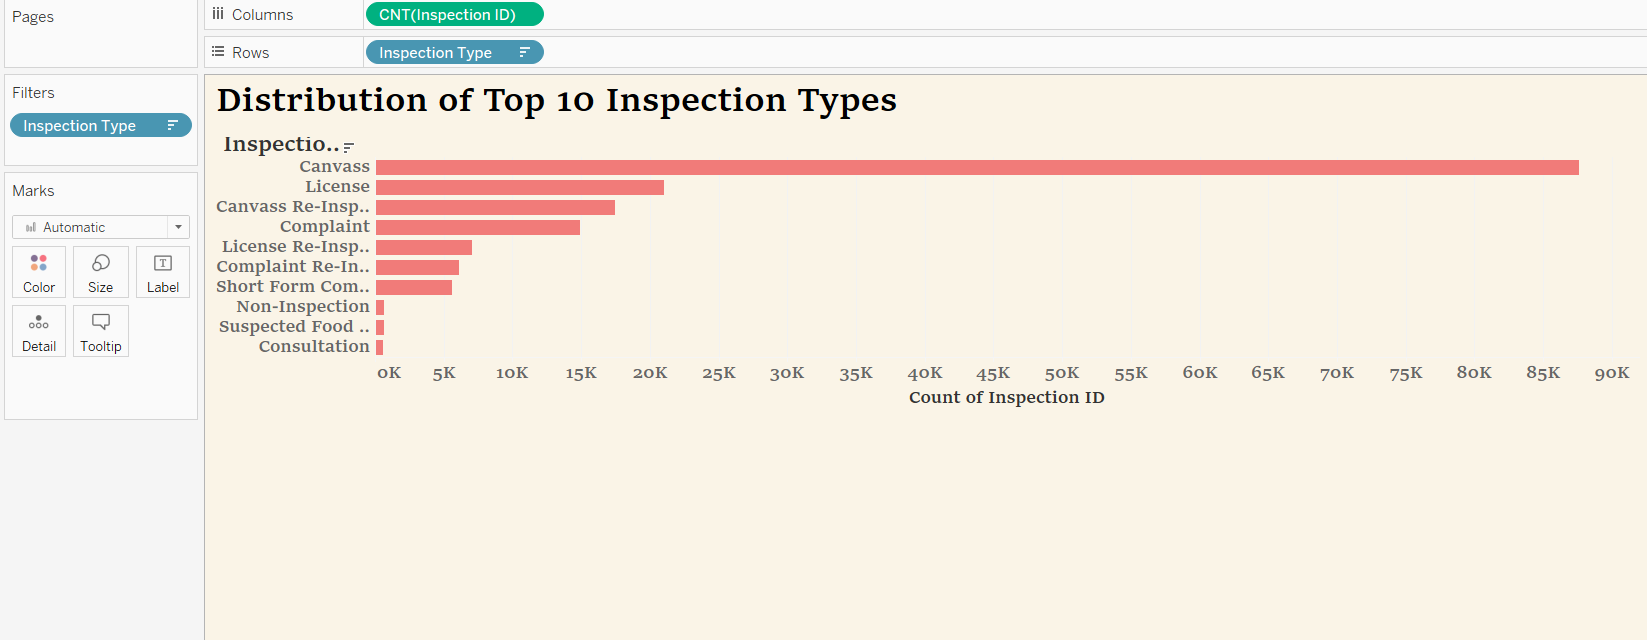 Pages
Columns
CNT(Inspection ID)
Rows
Inspection Type
Filters
Inspection Type
Marks
Automatic
Color Size Label
Detail Tooltip
Distribution of Top 10 Inspection Types
Inspectio..
Canvass
License
Canvass Re-Insp..
Complaint
License Re-Insp..
Complaint Re-In..
Short Form Com..
Non-Inspection
Suspected Food ..
Consultation
0K 5K 10K 15K 20K 25K 30K 35K 40K 45K 50K 55K 60K 65K 70K 75K 80K 85K 90K
Count of Inspection ID